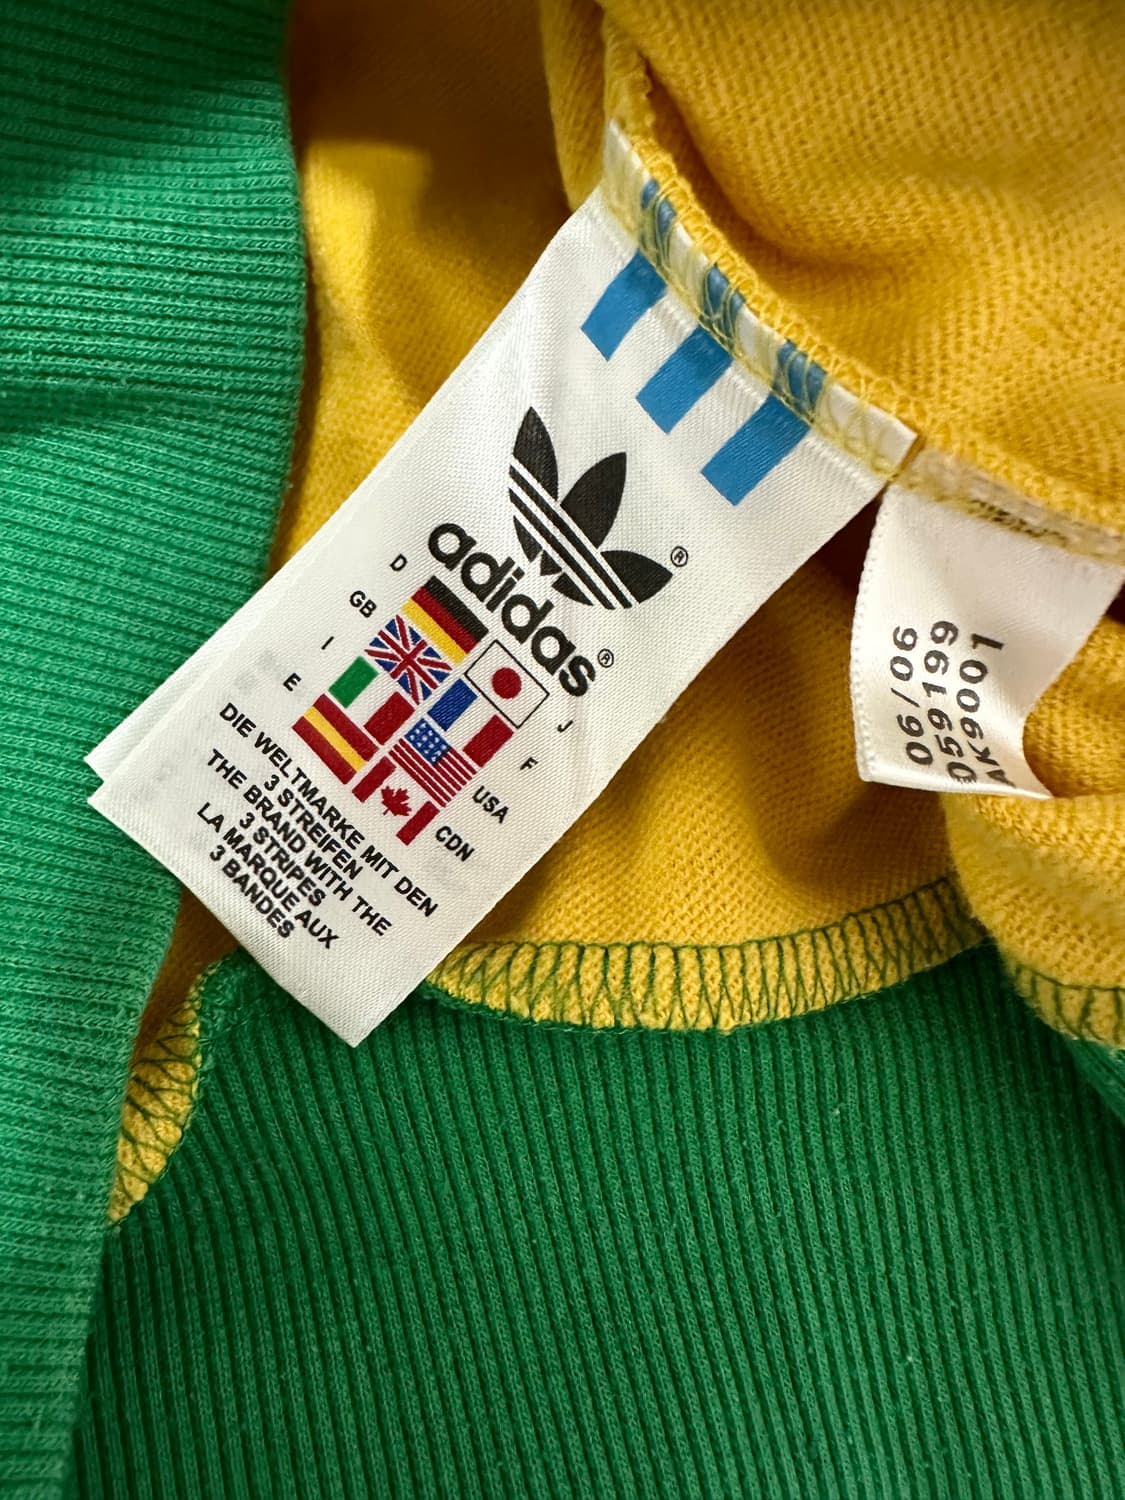 adidas®
®
D
GB
I
E
J
F
USA
CDN
DIE WELTMARKE MIT DEN
3 STREIFEN
THE BRAND WITH THE
3 STRIPES
LA MARQUE AUX
3 BANDES
06/06
059199
AK9001